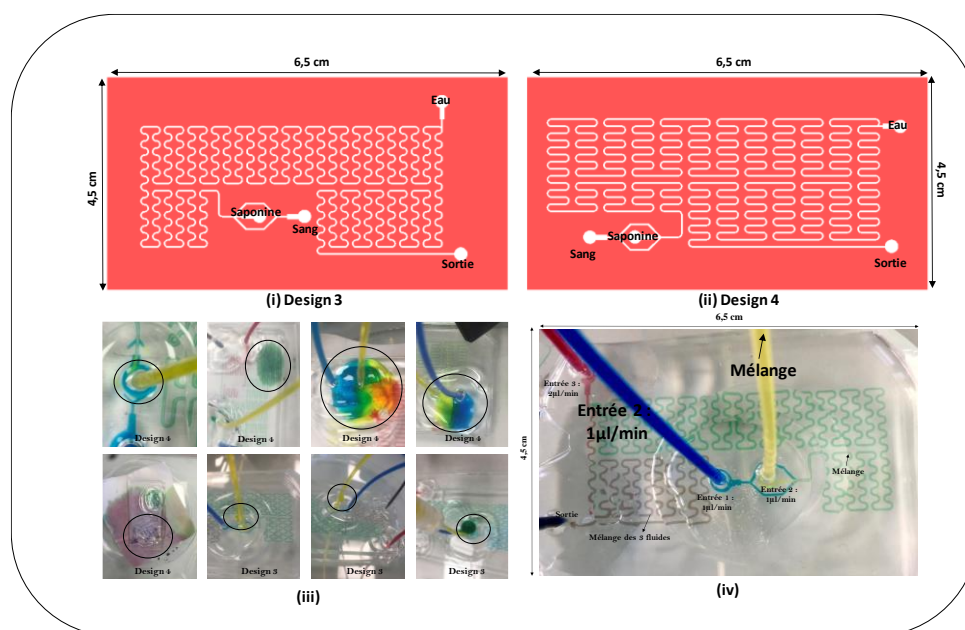 6,5 cm
4,5 cm
Eau
Saponine
Sang
Sortie
(i) Design 3
6,5 cm
4,5 cm
Eau
Saponine
Sang
Sortie
(ii) Design 4
Design 4
Design 4
Design 4
Design 4
Design 4
Design 3
Design 3
Design 3
(iii)
6,5 cm
4,5 cm
Mélange
Entrée 3 :
2µl/min
Entrée 2 :
1µl/min
Entrée 1 :
1µl/min
Entrée 2 :
1µl/min
Mélange
Sortie
Mélange des 3 fluides
(iv)